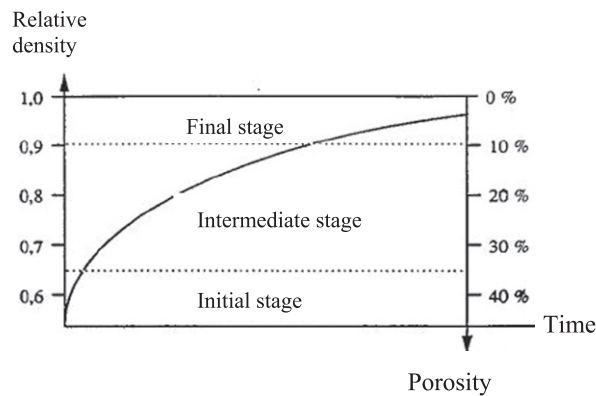 Relative
density
1,0
0 %
Final stage
0,9
10 %
0,8
20 %
Intermediate stage
0,7
30 %
0,6
Initial stage
40 %
Time
Porosity